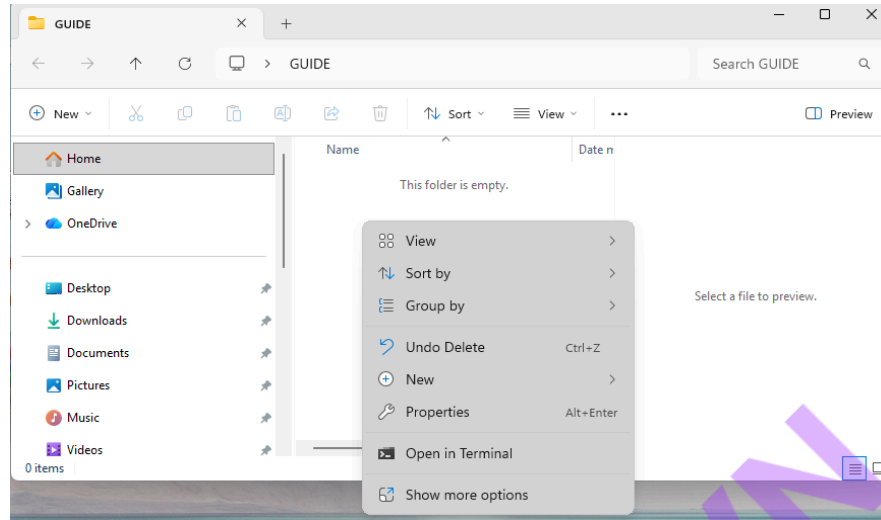 GUIDE
GUIDE
Search GUIDE
New
Sort
View
Preview
Home
Gallery
OneDrive
Desktop
Downloads
Documents
Pictures
Music
Videos
0 items
Name
Date m
This folder is empty.
View
Sort by
Group by
Undo Delete Ctrl+Z
New
Properties Alt+Enter
Open in Terminal
Show more options
Select a file to preview.